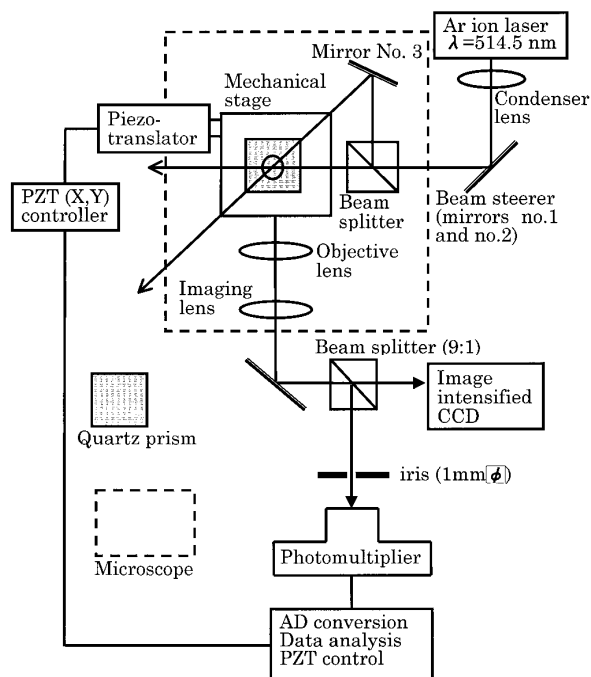 Ar ion laser
λ=514.5 nm
Mirror No. 3
Mechanical
stage
Condenser
lens
Piezo-
translator
PZT (X,Y)
controller
Beam
splitter
Beam steerer
(mirrors no.1
and no.2)
Objective
lens
Imaging
lens
Beam splitter (9:1)
Image
intensified
CCD
Quartz prism
iris (1mmϕ)
Microscope
Photomultiplier
AD conversion
Data analysis
PZT control